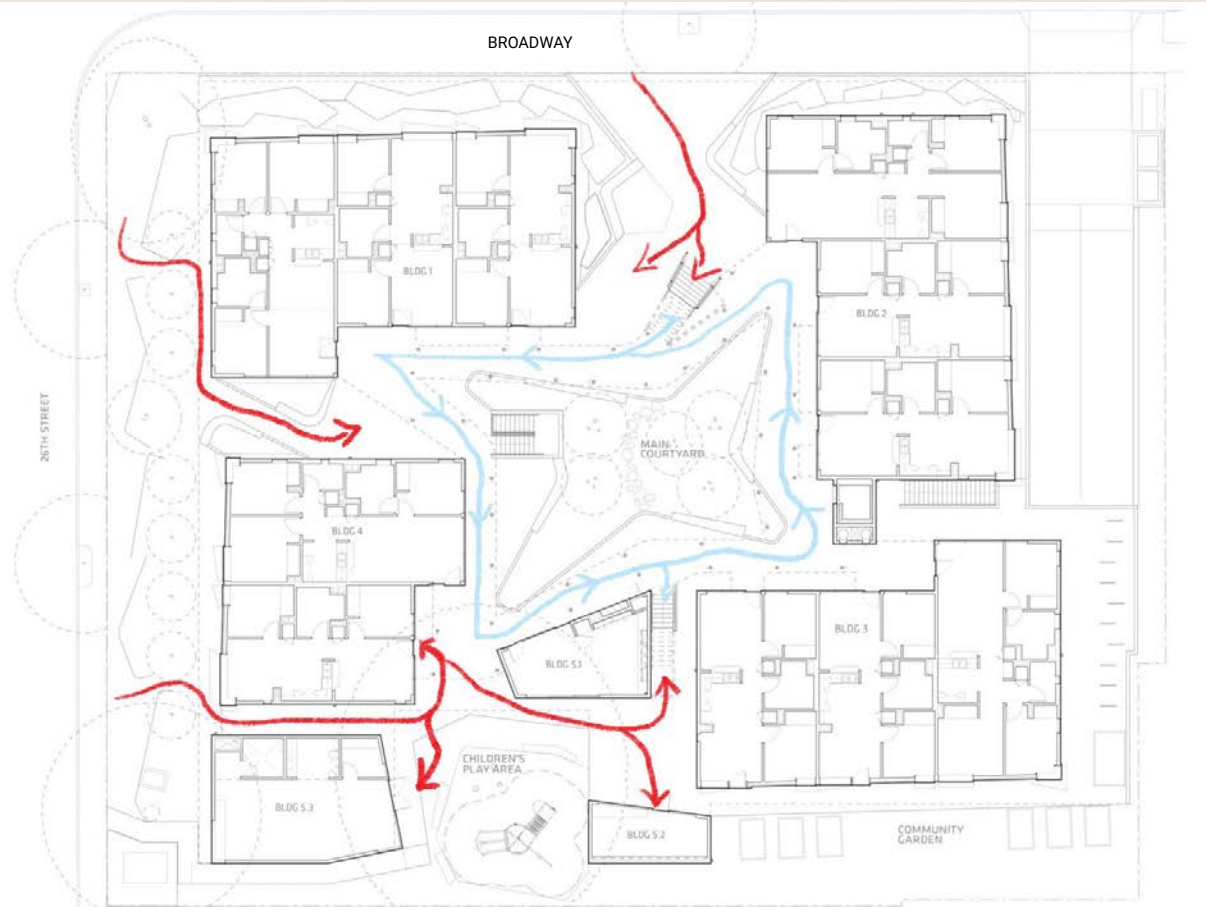 BROADWAY
BLDG 1
BLDG 2
26TH STREET
MAIN
COURTYARD
BLDG 4
BLDG 3
BLDG 5.1
CHILDREN'S
PLAY AREA
BLDG 5.3
BLDG 5.2
COMMUNITY
GARDEN